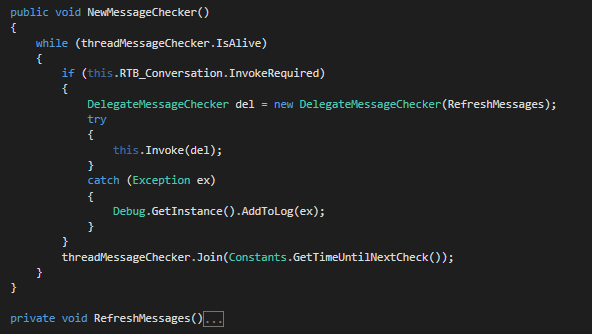 public void NewMessageChecker()
{
    while (threadMessageChecker.IsAlive)
    {
        if (this.RTB_Conversation.InvokeRequired)
        {
            DelegateMessageChecker del = new DelegateMessageChecker(RefreshMessages);
            try
            {
                this.Invoke(del);
            }
            catch (Exception ex)
            {
                Debug.GetInstance().AddToLog(ex);
            }
        }
        threadMessageChecker.Join(Constants.GetTimeUntilNextCheck());
    }
}
private void RefreshMessages()...